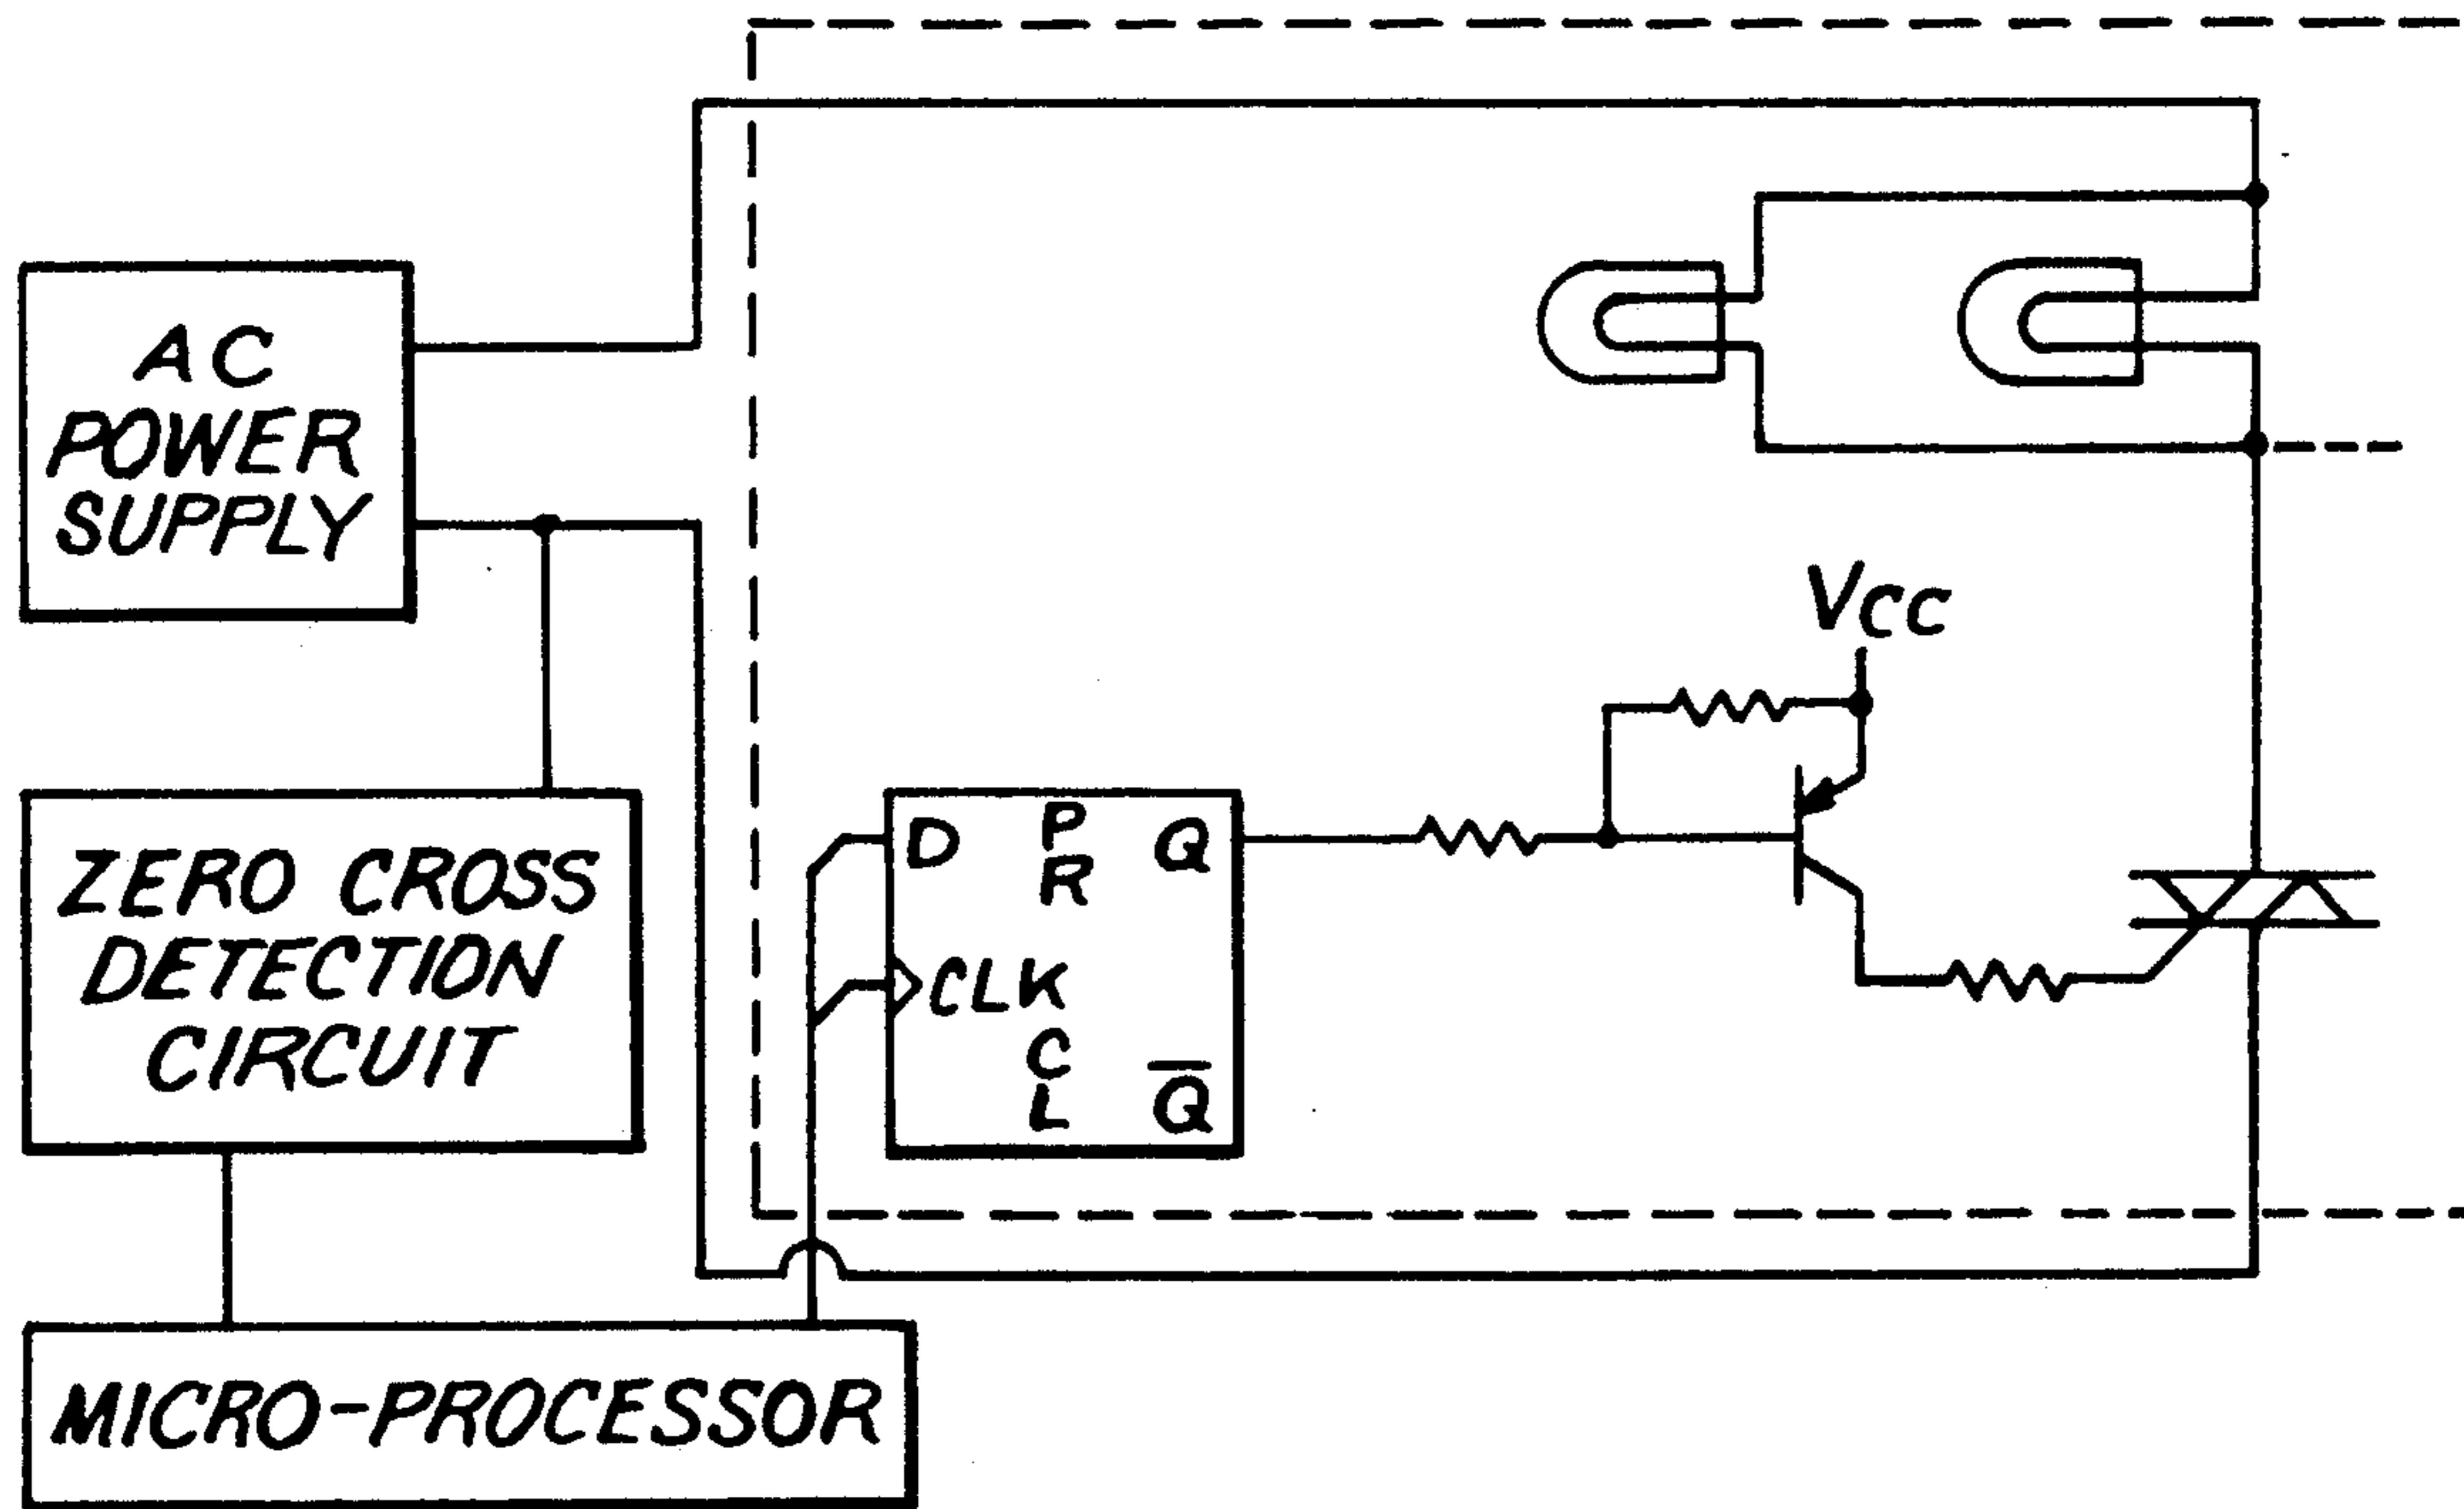 AC
POWER
SUPPLY
VCC
ZERO CROSS
DETECTION
CIRCUIT
D
P
R
Q
CLK
C
L
Q̅
MICRO-PROCESSOR